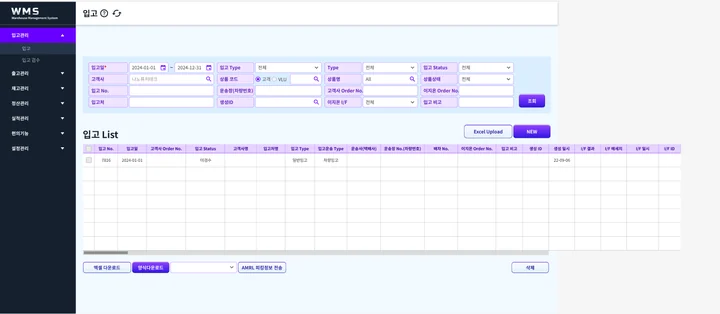 WMS
Warehouse Management System
입고관리
입고
입고 검수
출고관리
재고관리
정산관리
실적관리
편의기능
설정관리
입고
입고일* 2024-01-01 ~ 2024-12-31 입고 Type 전체 Type 전체 입고 Status 전체
고객사 상품 코드 고객 VLU 상품명 All 상품상태 전체
입고 No. 운송장(차량번호) 고객사 Order No. 이지온 Order No.
입고처 생성ID 이지온 I/F 전체 입고 비고
조회
입고 List
Excel Upload NEW
입고 No. 입고일 고객사 Order No. 입고 Status 고객사명 입고처명 입고 Type 입고운송 Type 운송사(택배사) 운송장 No.(차량번호) 배차 No. 이지온 Order No. 입고 비고 생성 ID 생성 일시 I/F 결과 I/F 메세지 I/F 일시 I/F ID
2024-01-01 미검수 일반입고 차량입고 22-09-06
엑셀 다운로드 양식다운로드 AMRL 피킹정보 전송 삭제